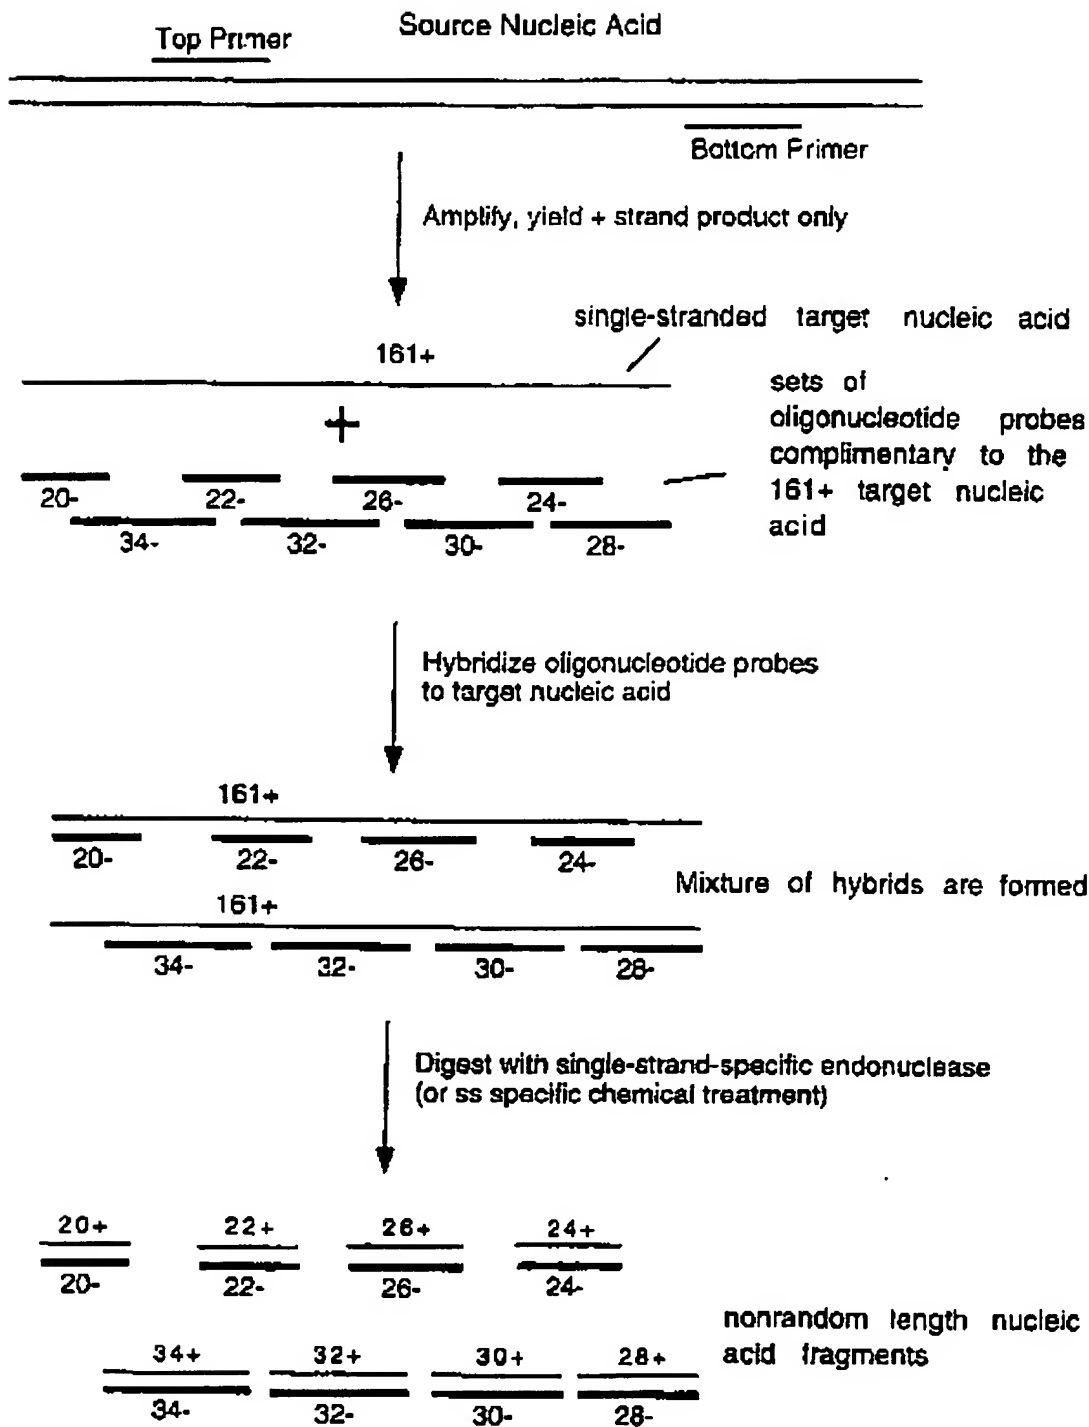 Source Nucleic Acid
Top Primer
Bottom Primer
Amplify, yield + strand product only
single-stranded target nucleic acid
161+
+
sets of
oligonucleotide probes
complimentary to the
161+ target nucleic
acid
20- 22- 26- 24-
34- 32- 30- 28-
Hybridize oligonucleotide probes
to target nucleic acid
161+
20- 22- 26- 24-
Mixture of hybrids are formed
161+
34- 32- 30- 28-
Digest with single-strand-specific endonuclease
(or ss specific chemical treatment)
20+ 22+ 26+ 24+
20- 22- 26- 24-
nonrandom length nucleic
acid fragments
34+ 32+ 30+ 28+
34- 32- 30- 28-